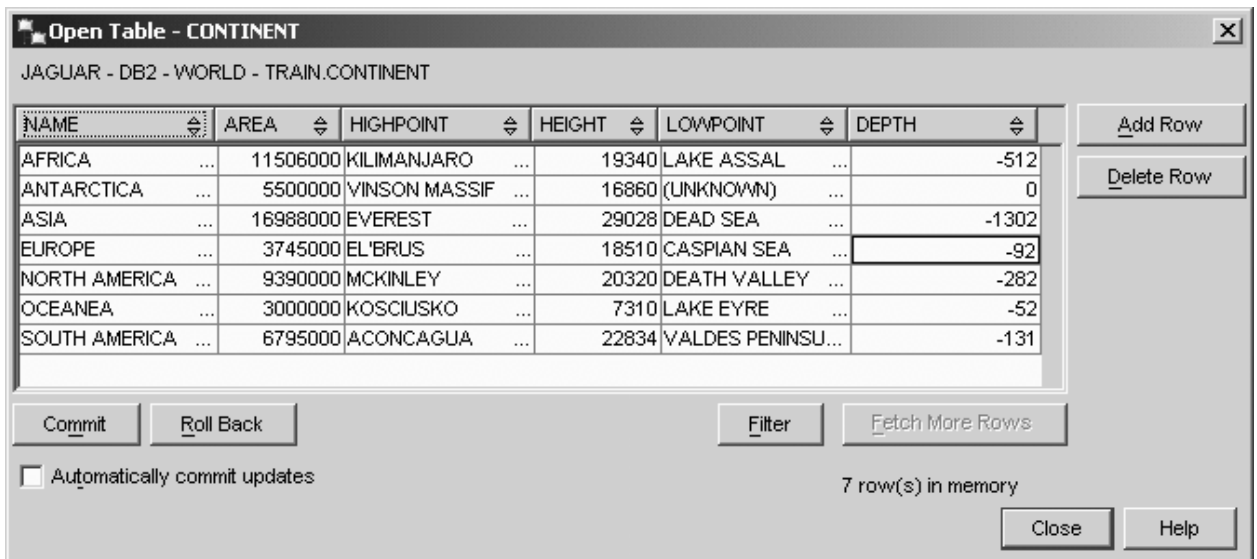 Open Table - CONTINENT
JAGUAR - DB2 - WORLD - TRAIN.CONTINENT
NAME AREA HIGHPOINT HEIGHT LOWPOINT DEPTH
AFRICA ... 11506000 KILIMANJARO ... 19340 LAKE ASSAL ... -512
ANTARCTICA ... 5500000 VINSON MASSIF ... 16860 (UNKNOWN) ... 0
ASIA ... 16988000 EVEREST ... 29028 DEAD SEA ... -1302
EUROPE ... 3745000 EL'BRUS ... 18510 CASPIAN SEA ... -92
NORTH AMERICA ... 9390000 MCKINLEY ... 20320 DEATH VALLEY ... -282
OCEANEA ... 3000000 KOSCIUSKO ... 7310 LAKE EYRE ... -52
SOUTH AMERICA ... 6795000 ACONCAGUA ... 22834 VALDES PENINSU... -131
Add Row
Delete Row
Commit Roll Back Filter Fetch More Rows
Automatically commit updates
7 row(s) in memory
Close Help